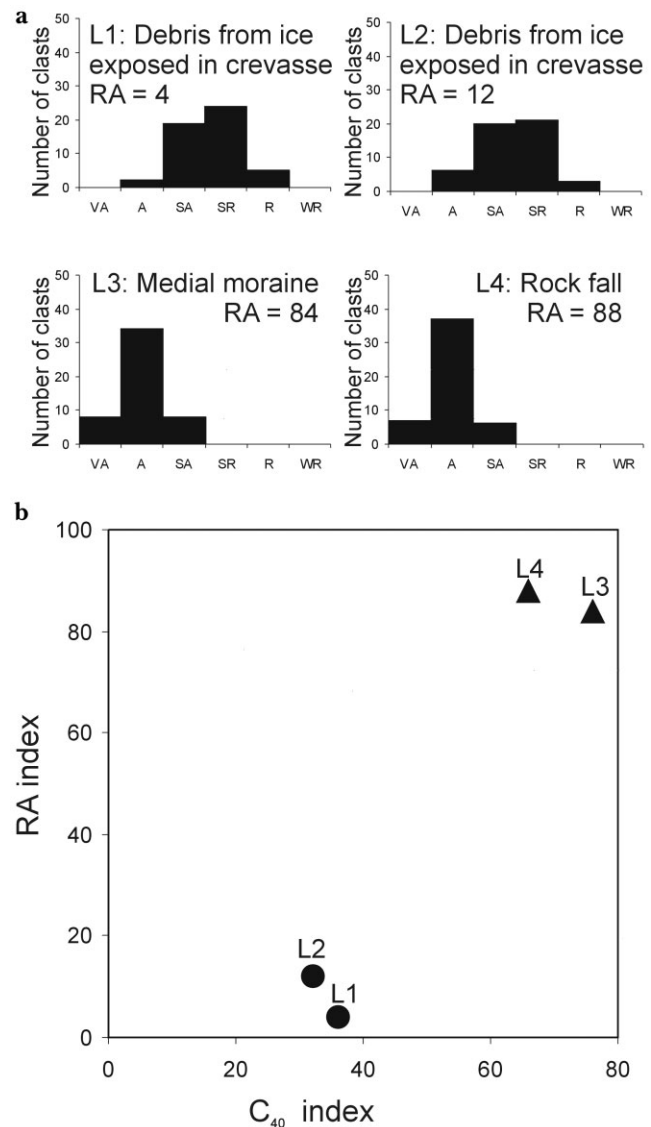 a
L1: Debris from ice
exposed in crevasse
RA = 4
Number of clasts
50
40
30
20
10
0
VA A SA SR R WR
L2: Debris from ice
exposed in crevasse
RA = 12
Number of clasts
50
40
30
20
10
0
VA A SA SR R WR
L3: Medial moraine
RA = 84
Number of clasts
50
40
30
20
10
0
VA A SA SR R WR
L4: Rock fall
RA = 88
Number of clasts
50
40
30
20
10
0
VA A SA SR R WR
b
RA index
100
80
60
40
20
0
L4
L3
L2
L1
0 20 40 60 80
C₄₀ index